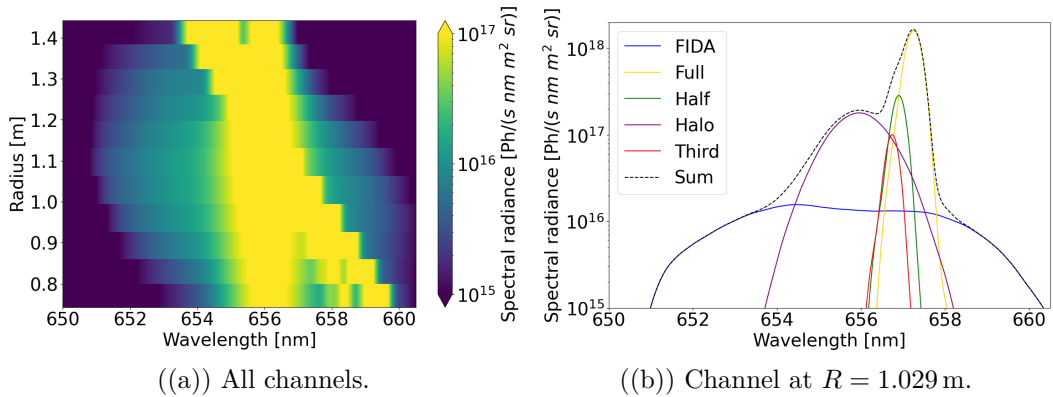 1.4
1.3
1.2
1.1
1.0
0.9
0.8
Radius [m]
650
652
654
656
658
660
Wavelength [nm]
10^17
10^16
10^15
Spectral radiance [Ph/(s nm m^2 sr)]
((a)) All channels.
10^18
10^17
10^16
10^15
Spectral radiance [Ph/(s nm m^2 sr)]
FIDA
Full
Half
Halo
Third
Sum
650
652
654
656
658
660
Wavelength [nm]
((b)) Channel at R = 1.029 m.